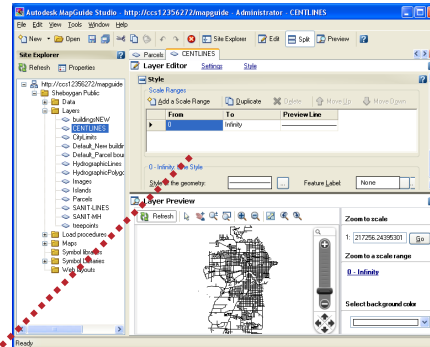 Autodesk MapGuide Studio - http://ccs12356272/mapguide - Administrator - CENTLINES
File Edit Tools Window Help
New Open Site Explorer Edit Split Preview
Site Explorer
Parcels CENTLINES
Refresh Properties
Layer Editor Settings Style
http://ccs12356272/mapguide
Sheboygan Public
Data
Layers
buildingsNEW
CENTLINES
CityLimits
Default_New buildin
Default_Parcel bour
HydrographicLines
HydrographicPolygo
Images
Islands
Parcels
SANIT-LINES
SANIT-MH
treepoints
Load procedures
Maps
Symbol libraries
Symbol Libraries
Web Layouts
Style
Scale Ranges
Add a Scale Range Duplicate Delete Move Up Move Down
From To Preview Line
0 Infinity
0 - Infinity: Line Style
Style the geometry: ... Feature Label: None
Layer Preview
Refresh
Zoom to scale
1: 217256.24395301 Go
Zoom to a scale range
0 - Infinity
Select background color
Ready